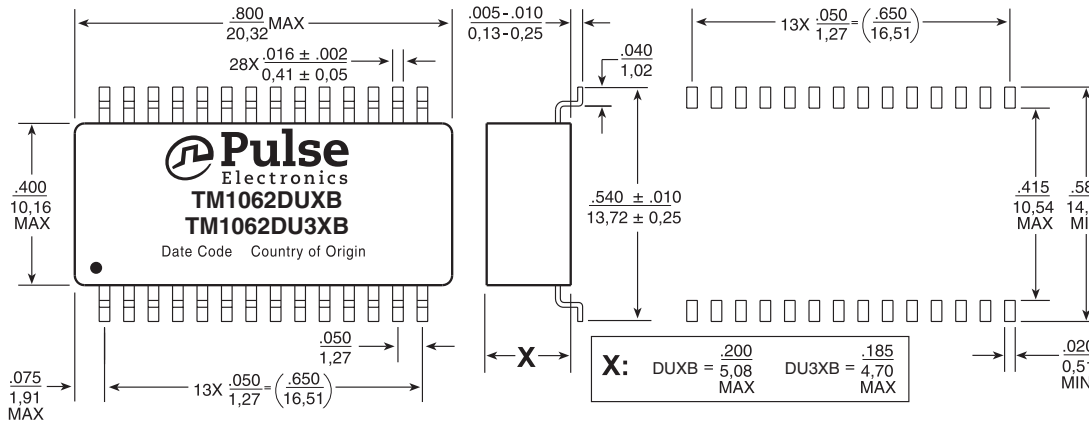 .800
20,32 MAX
28X .016 ± .002
0,41 ± 0,05
.400
10,16
MAX
Pulse
Electronics
TM1062DUXB
TM1062DU3XB
Date Code Country of Origin
.050
1,27
.075
1,91
MAX
13X .050 = (.650)
1,27 (16,51)
.005-.010
0,13-0,25
.040
1,02
.540 ± .010
13,72 ± 0,25
X
13X .050 = (.650)
1,27 (16,51)
.415
10,54
MAX
X: DUXB = .200
5,08
MAX
DU3XB = .185
4,70
MAX
.020
MIN